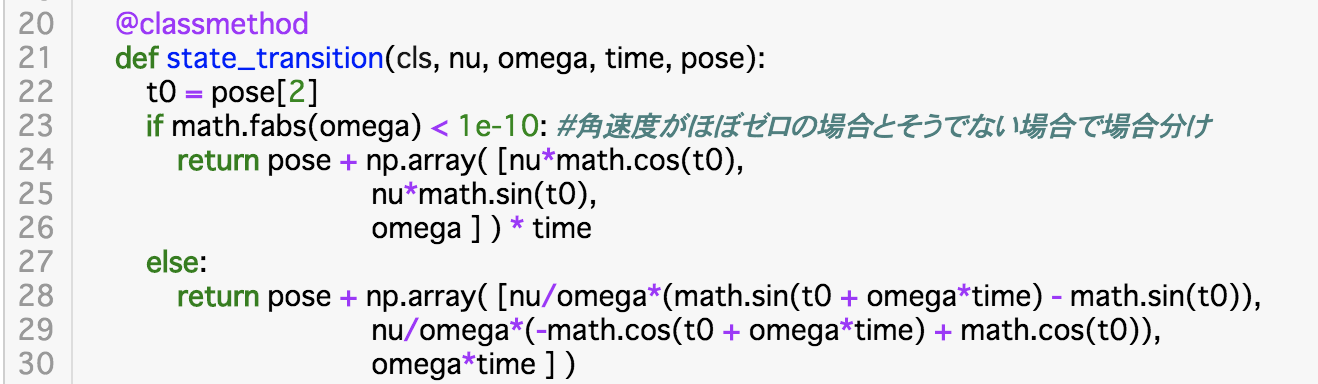 20 @classmethod
21 def state_transition(cls, nu, omega, time, pose):
22 t0 = pose[2]
23 if math.fabs(omega) < 1e-10: #角速度がほぼゼロの場合とそうでない場合で場合分け
24 return pose + np.array( [nu*math.cos(t0),
25 nu*math.sin(t0),
26 omega ] ) * time
27 else:
28 return pose + np.array( [nu/omega*(math.sin(t0 + omega*time) - math.sin(t0)),
29 nu/omega*(-math.cos(t0 + omega*time) + math.cos(t0)),
30 omega*time ] )